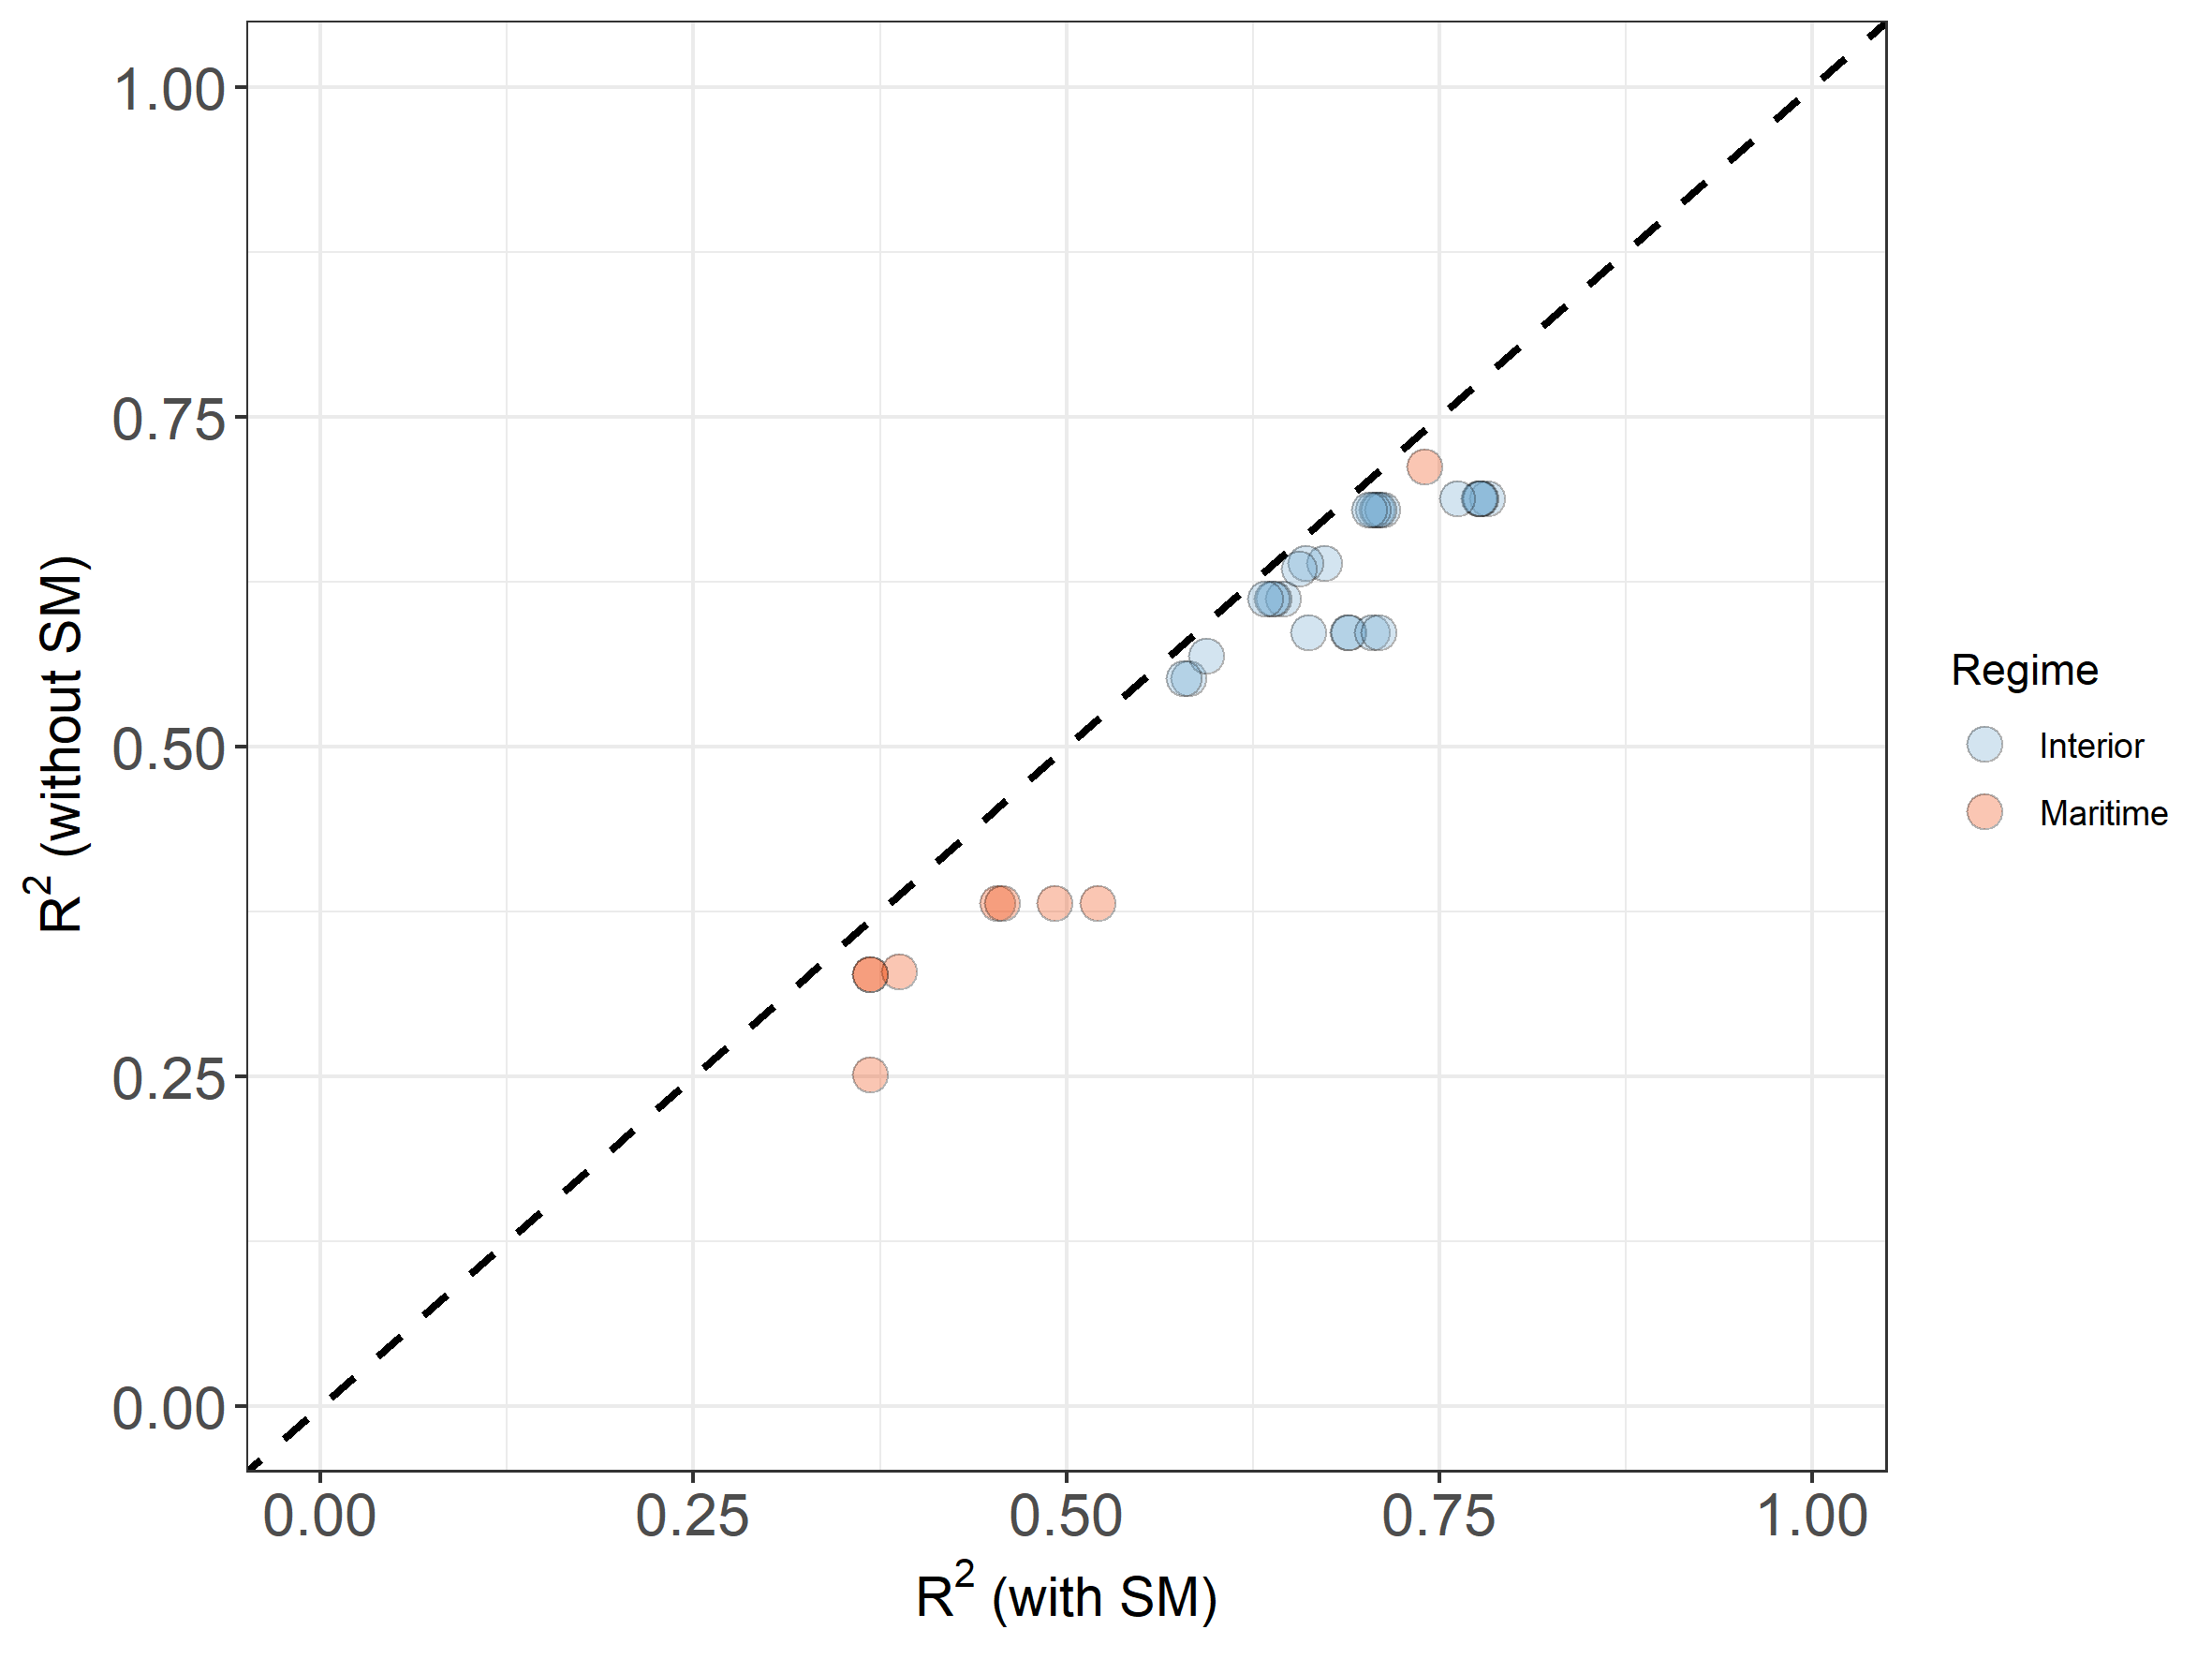 1.00
0.75
0.50
0.25
0.00
R² (without SM)
0.00 0.25 0.50 0.75 1.00
R² (with SM)
Regime
Interior
Maritime